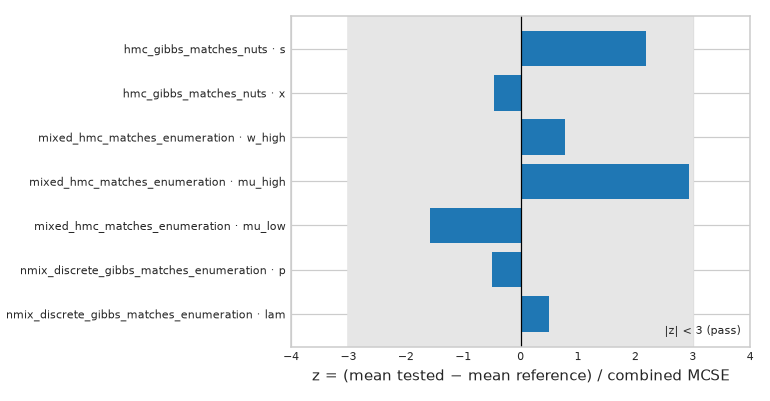 hmc_gibbs_matches_nuts · s
hmc_gibbs_matches_nuts · x
mixed_hmc_matches_enumeration · w_high
mixed_hmc_matches_enumeration · mu_high
mixed_hmc_matches_enumeration · mu_low
nmix_discrete_gibbs_matches_enumeration · p
nmix_discrete_gibbs_matches_enumeration · lam
|z| < 3 (pass)
−4 −3 −2 −1 0 1 2 3 4
z = (mean tested − mean reference) / combined MCSE